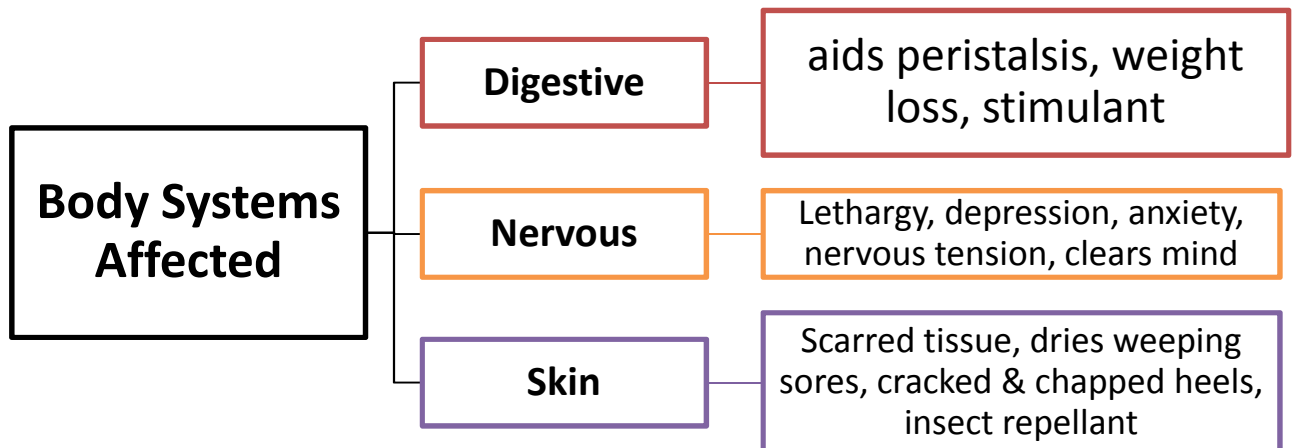 Body Systems
Affected
Digestive
aids peristalsis, weight
loss, stimulant
Nervous
Lethargy, depression, anxiety,
nervous tension, clears mind
Skin
Scarred tissue, dries weeping
sores, cracked & chapped heels,
insect repellant